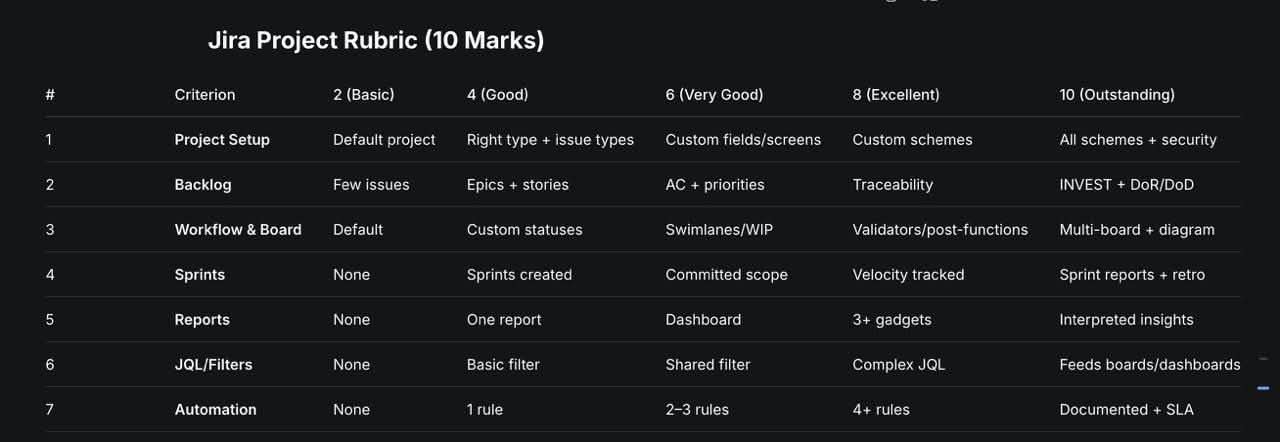 Jira Project Rubric (10 Marks)
# Criterion 2 (Basic) 4 (Good) 6 (Very Good) 8 (Excellent) 10 (Outstanding)
1 Project Setup Default project Right type + issue types Custom fields/screens Custom schemes All schemes + security
2 Backlog Few issues Epics + stories AC + priorities Traceability INVEST + DoR/DoD
3 Workflow & Board Default Custom statuses Swimlanes/WIP Validators/post-functions Multi-board + diagram
4 Sprints None Sprints created Committed scope Velocity tracked Sprint reports + retro
5 Reports None One report Dashboard 3+ gadgets Interpreted insights
6 JQL/Filters None Basic filter Shared filter Complex JQL Feeds boards/dashboards
7 Automation None 1 rule 2–3 rules 4+ rules Documented + SLA